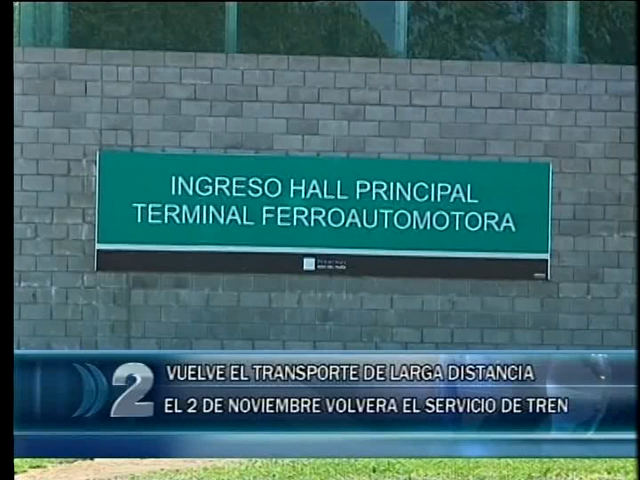 INGRESO HALL PRINCIPAL
TERMINAL FERROAUTOMOTORA
2
VUELVE EL TRANSPORTE DE LARGA DISTANCIA
EL 2 DE NOVIEMBRE VOLVERA EL SERVICIO DE TREN